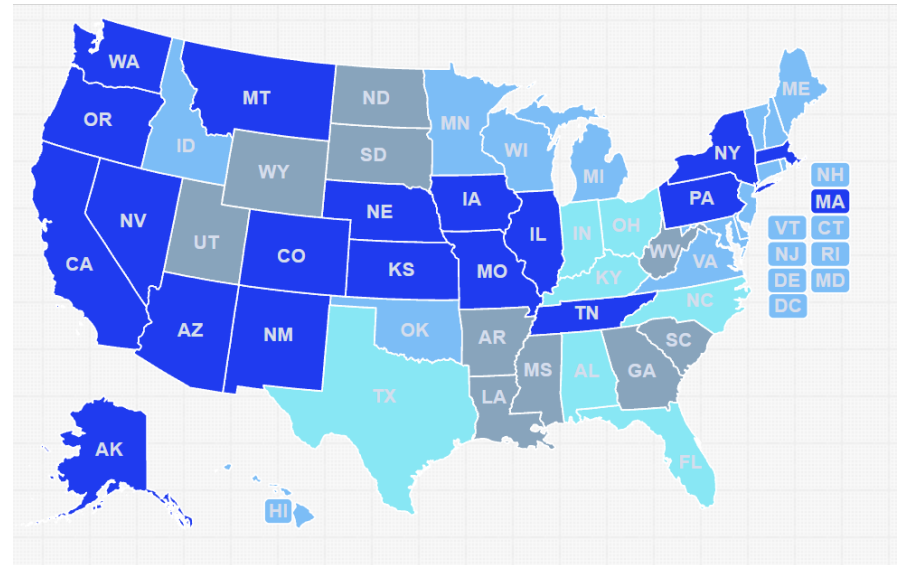 WA
MT
ND
MN
ME
OR
ID
SD
WI
MI
NY
NH
WY
PA
MA
NV
NE
IA
VT
CT
UT
CO
IL
IN
OH
WV
VA
NJ
RI
CA
KS
MO
KY
DE
MD
NC
DC
AZ
NM
OK
AR
TN
SC
TX
LA
MS
AL
GA
AK
FL
HI